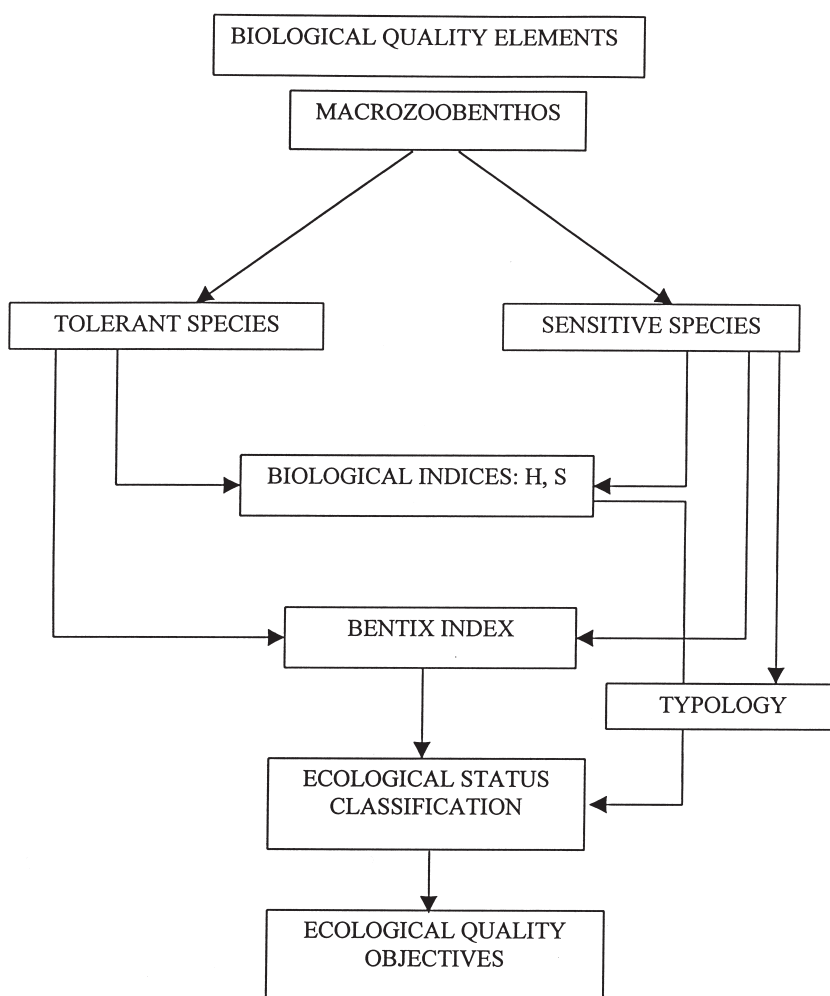 BIOLOGICAL QUALITY ELEMENTS
MACROZOOBENTHOS
TOLERANT SPECIES
SENSITIVE SPECIES
BIOLOGICAL INDICES: H, S
BENTIX INDEX
TYPOLOGY
ECOLOGICAL STATUS
CLASSIFICATION
ECOLOGICAL QUALITY
OBJECTIVES